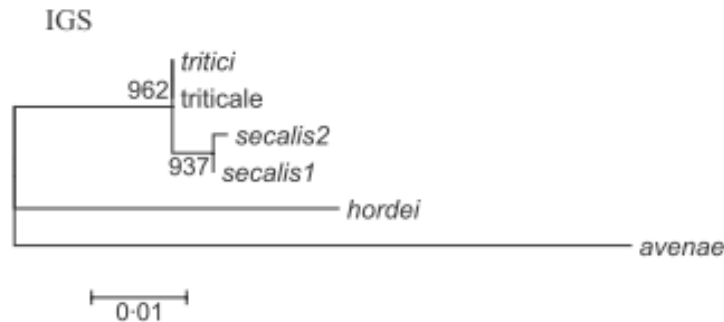 IGS
tritici
962
triticale
secalis2
937
secalis1
hordei
avenae
0·01